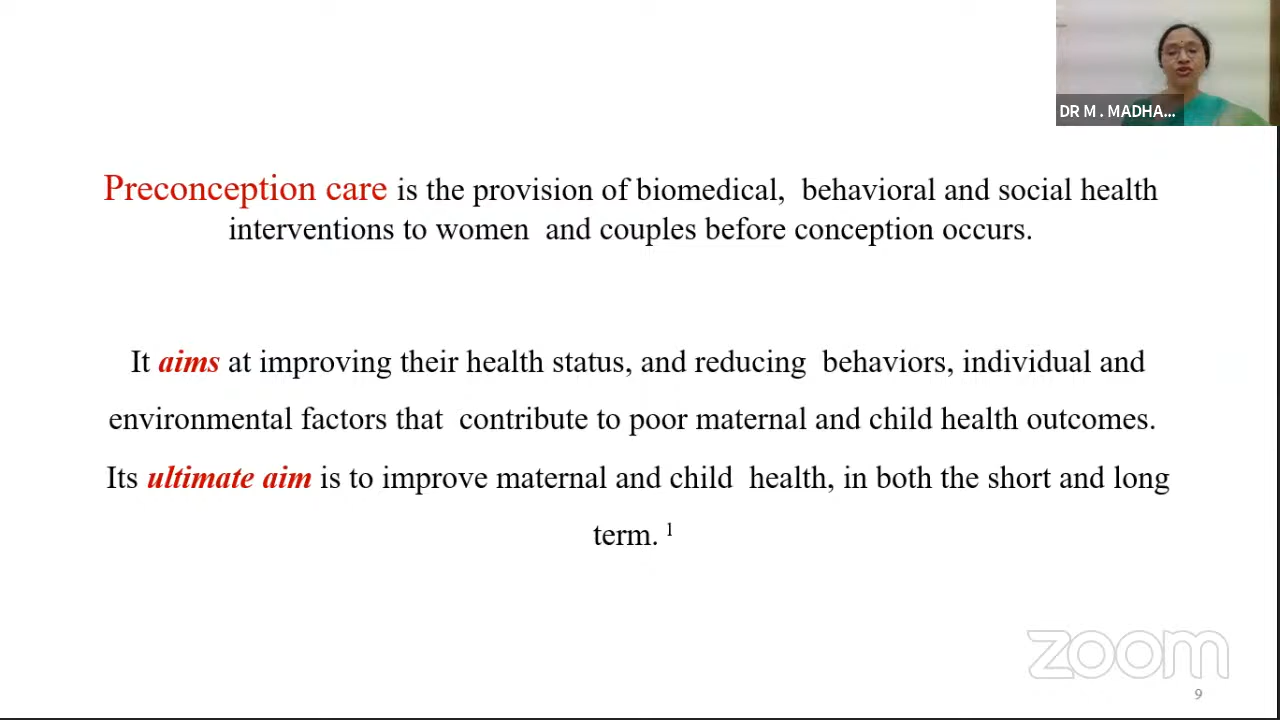 DR M . MADHA...
Preconception care is the provision of biomedical, behavioral and social health
interventions to women and couples before conception occurs.
It aims at improving their health status, and reducing behaviors, individual and
environmental factors that contribute to poor maternal and child health outcomes.
Its ultimate aim is to improve maternal and child health, in both the short and long
term. 1
zoom
9